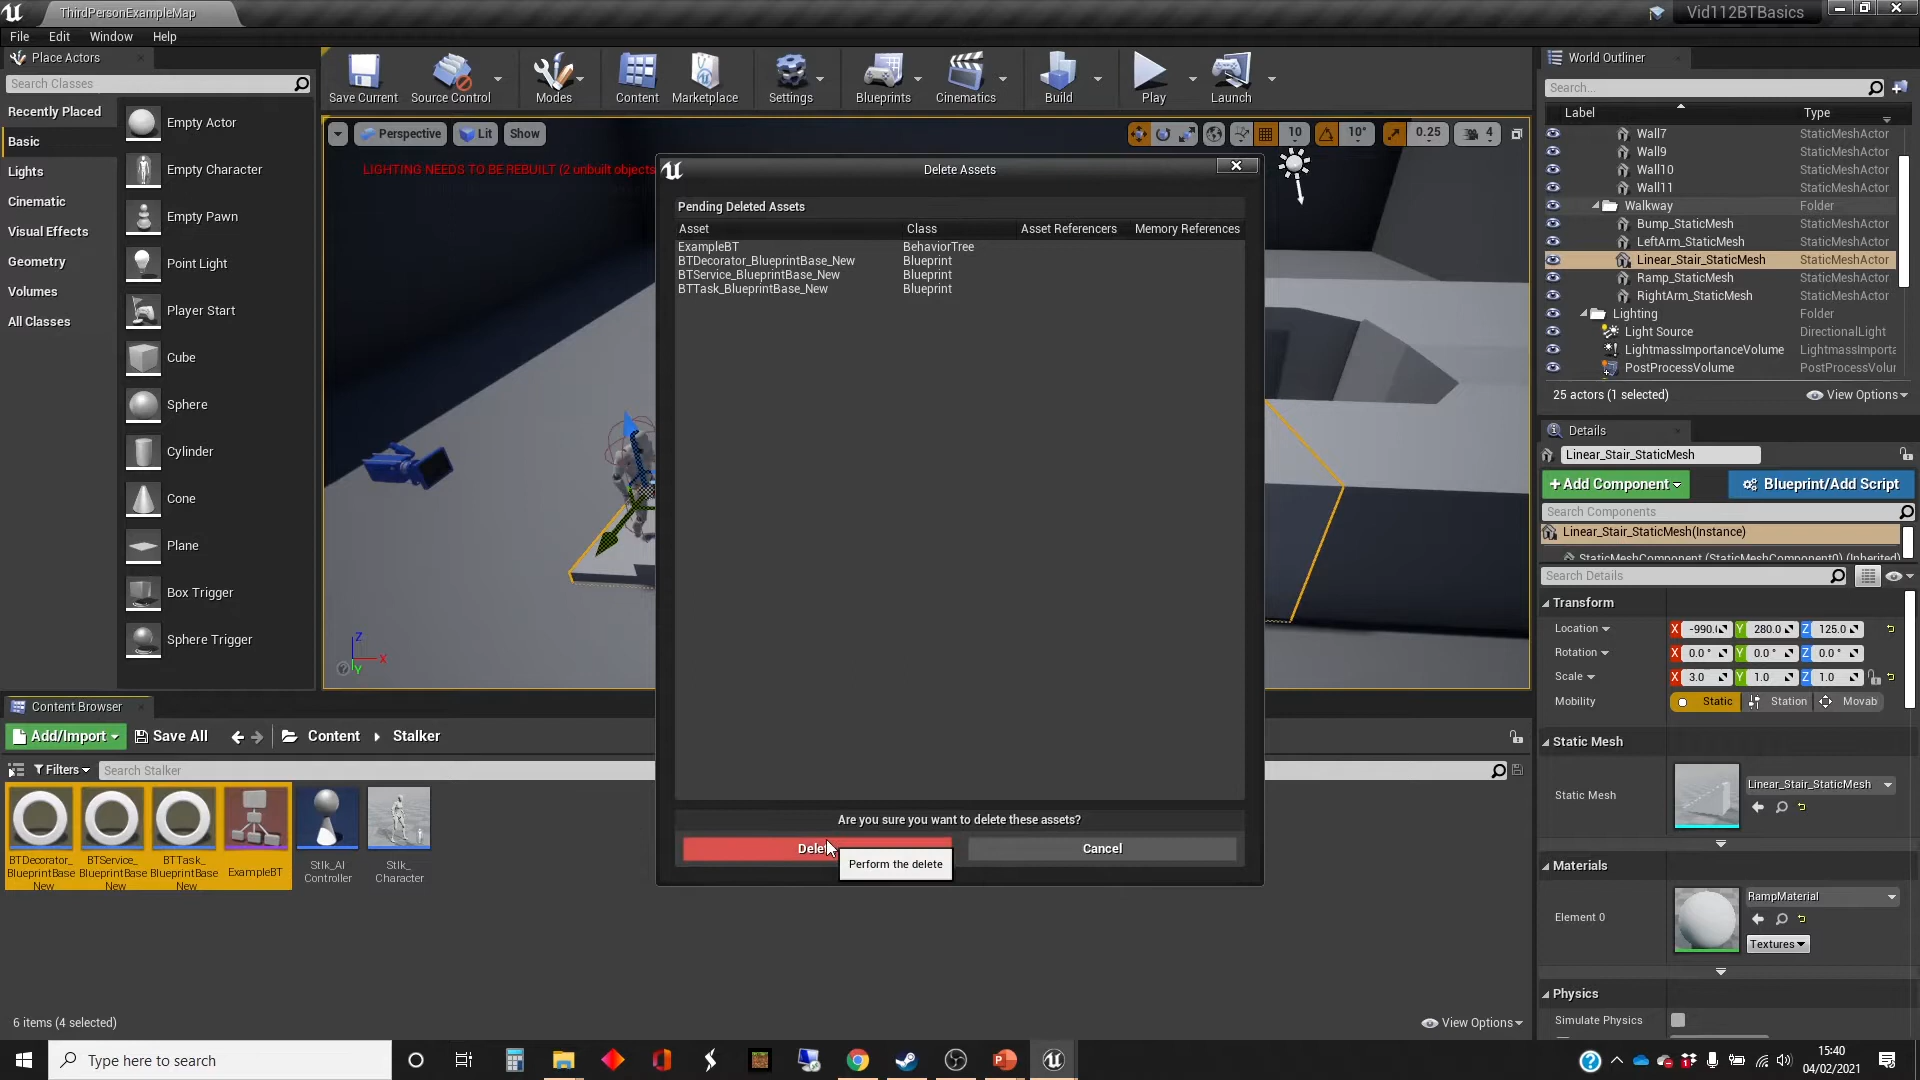 ThirdPersonExampleMap
Vid112BTBasics
File Edit Window Help
Place Actors
Search Classes
Recently Placed
Basic
Lights
Cinematic
Visual Effects
Geometry
Volumes
All Classes
Empty Actor
Empty Character
Empty Pawn
Point Light
Player Start
Cube
Sphere
Cylinder
Cone
Plane
Box Trigger
Sphere Trigger
Save Current Source Control Modes Content Marketplace Settings Blueprints Cinematics Build Play Launch
Perspective Lit Show
10 10° 0.25 4
LIGHTING NEEDS TO BE REBUILT (2 unbuilt objects
Z X Y
Delete Assets
Pending Deleted Assets
Asset Class Asset Referencers Memory References
ExampleBT BehaviorTree
BTDecorator_BlueprintBase_New Blueprint
BTService_BlueprintBase_New Blueprint
BTTask_BlueprintBase_New Blueprint
Are you sure you want to delete these assets?
Delet Cancel
Perform the delete
World Outliner
Search...
Label Type
Wall7 StaticMeshActor
Wall9 StaticMeshActor
Wall10 StaticMeshActor
Wall11 StaticMeshActor
Walkway Folder
Bump_StaticMesh StaticMeshActor
LeftArm_StaticMesh StaticMeshActor
Linear_Stair_StaticMesh StaticMeshActor
Ramp_StaticMesh StaticMeshActor
RightArm_StaticMesh StaticMeshActor
Lighting Folder
Light Source DirectionalLight
LightmassImportanceVolume LightmassImporta
PostProcessVolume PostProcessVolur
25 actors (1 selected) View Options
Details
Linear_Stair_StaticMesh
+Add Component Blueprint/Add Script
Search Components
Linear_Stair_StaticMesh(Instance)
StaticMeshComponent (StaticMeshComponent0) (Inherited)
Search Details
Transform
Location X -990.( Y 280.0 Z 125.0
Rotation X 0.0 ° Y 0.0 ° Z 0.0 °
Scale X 3.0 Y 1.0 Z 1.0
Mobility Static Station Movab
Static Mesh
Static Mesh Linear_Stair_StaticMesh
Materials
Element 0 RampMaterial
Textures
Physics
Simulate Physics
Content Browser
Add/Import Save All Content Stalker
Filters Search Stalker
BTDecorator_
BlueprintBase_
New
BTService_
BlueprintBase_
New
BTTask_
BlueprintBase_
New
ExampleBT
Stlk_AI
Controller
Stlk_
Character
6 items (4 selected) View Options
Type here to search
15:40
04/02/2021